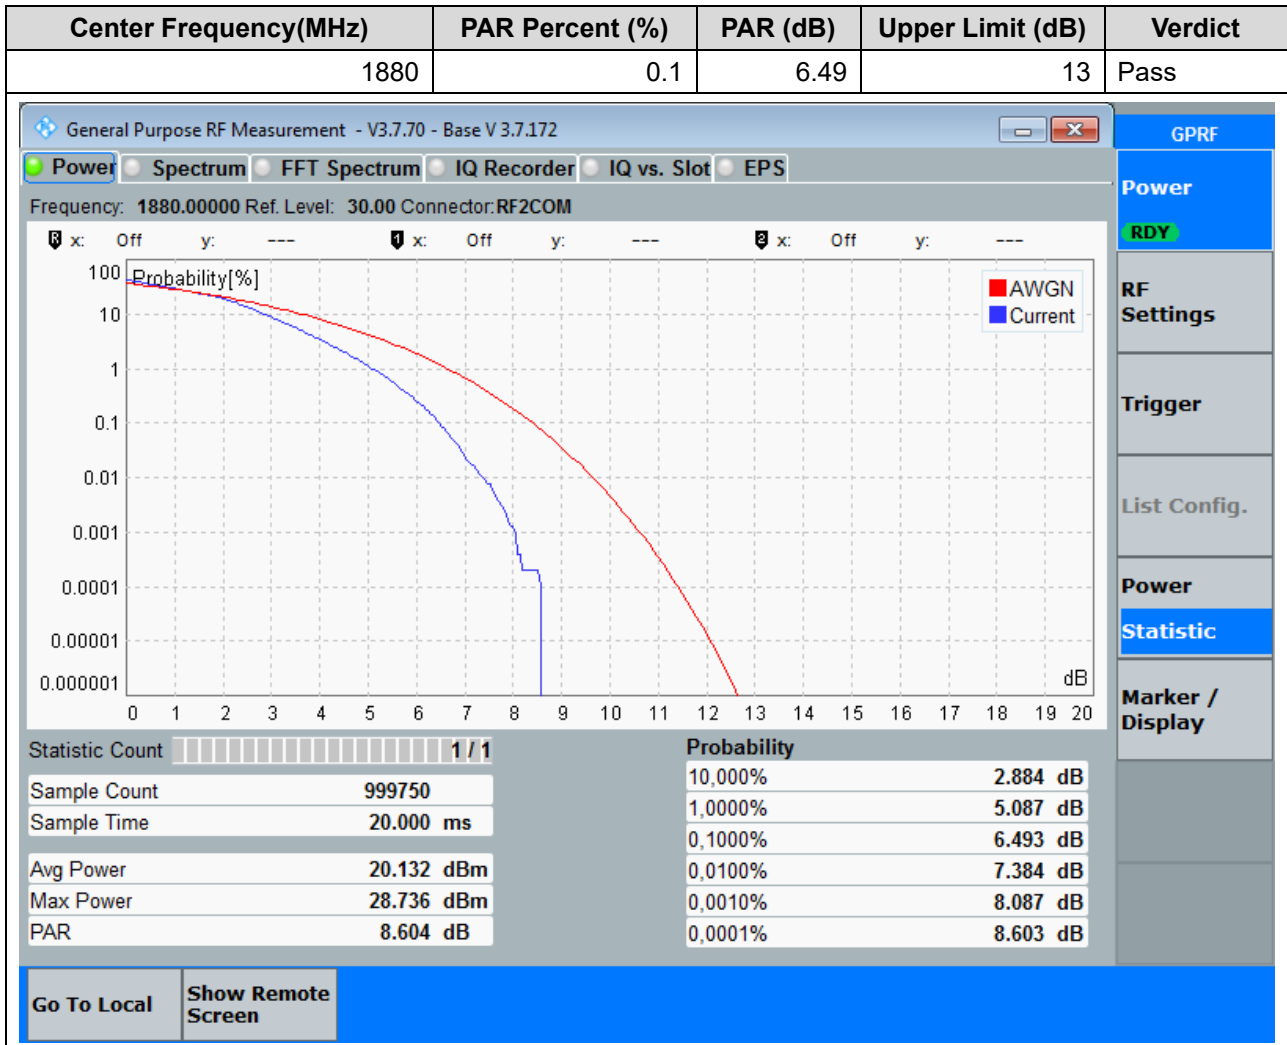 Center Frequency(MHz) PAR Percent (%) PAR (dB) Upper Limit (dB) Verdict
1880 0.1 6.49 13 Pass
General Purpose RF Measurement - V3.7.70 - Base V 3.7.172
GPRF
Power Spectrum FFT Spectrum IQ Recorder IQ vs. Slot EPS
Power
RDY
Frequency: 1880.00000 Ref. Level: 30.00 Connector:RF2COM
R x: Off y: --- 1 x: Off y: --- 2 x: Off y: ---
Probability[%]
AWGN
Current
100
10
1
0.1
0.01
0.001
0.0001
0.00001
0.000001
dB
0 1 2 3 4 5 6 7 8 9 10 11 12 13 14 15 16 17 18 19 20
RF
Settings
Trigger
List Config.
Power
Statistic
Marker /
Display
Statistic Count 1 / 1
Sample Count 999750
Sample Time 20.000 ms
Avg Power 20.132 dBm
Max Power 28.736 dBm
PAR 8.604 dB
Probability
10,000% 2.884 dB
1,0000% 5.087 dB
0,1000% 6.493 dB
0,0100% 7.384 dB
0,0010% 8.087 dB
0,0001% 8.603 dB
Go To Local
Show Remote
Screen